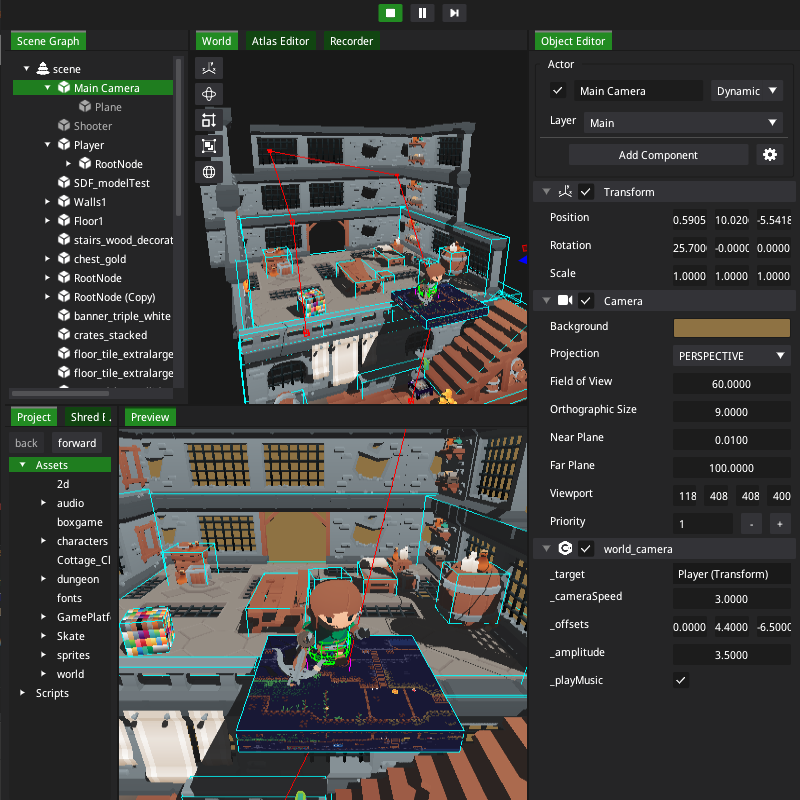 Scene Graph
scene
Main Camera
Plane
Shooter
Player
RootNode
SDF_modelTest
Walls1
Floor1
stairs_wood_decorat
chest_gold
RootNode
RootNode (Copy)
banner_triple_white
crates_stacked
floor_tile_extralarge
floor_tile_extralarge
World
Atlas Editor
Recorder
Project
Shred E
back
forward
Assets
2d
audio
boxgame
characters
Cottage_Cl
dungeon
fonts
GamePlatf
Skate
sprites
world
Scripts
Preview
Object Editor
Actor
Main Camera
Dynamic
Layer
Main
Add Component
Transform
Position 0.5905 10.020 -5.5418
Rotation 25.700 -0.0000 0.0000
Scale 1.0000 1.0000 1.0000
Camera
Background
Projection PERSPECTIVE
Field of View 60.0000
Orthographic Size 9.0000
Near Plane 0.0100
Far Plane 100.0000
Viewport 118 408 408 400
Priority 1 - +
world_camera
_target Player (Transform)
_cameraSpeed 3.0000
_offsets 0.0000 4.4000 -6.5000
_amplitude 3.5000
_playMusic